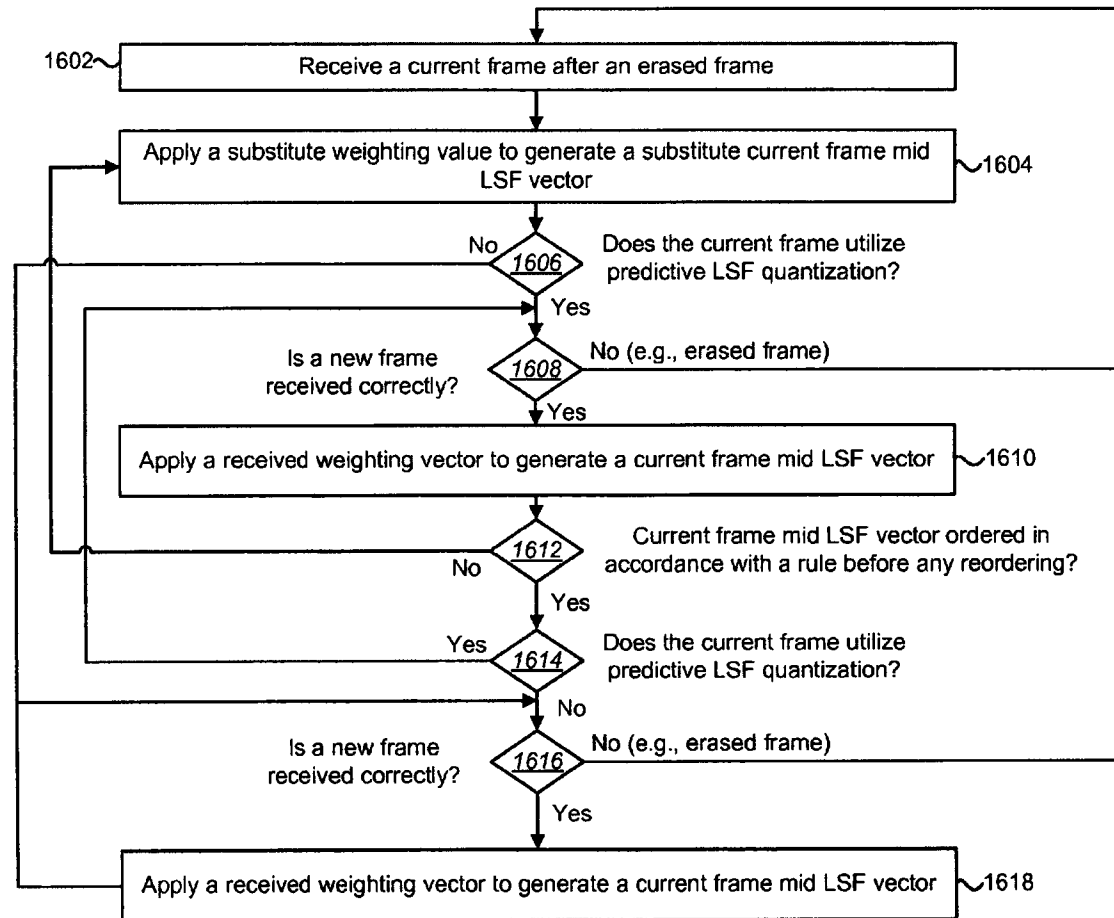 1602
Receive a current frame after an erased frame
Apply a substitute weighting value to generate a substitute current frame mid
LSF vector
1604
No
1606
Does the current frame utilize
predictive LSF quantization?
Yes
Is a new frame
received correctly?
1608
No (e.g., erased frame)
Yes
Apply a received weighting vector to generate a current frame mid LSF vector
1610
1612
Current frame mid LSF vector ordered in
accordance with a rule before any reordering?
No
Yes
Yes
1614
Does the current frame utilize
predictive LSF quantization?
No
Is a new frame
received correctly?
1616
No (e.g., erased frame)
Yes
Apply a received weighting vector to generate a current frame mid LSF vector
1618